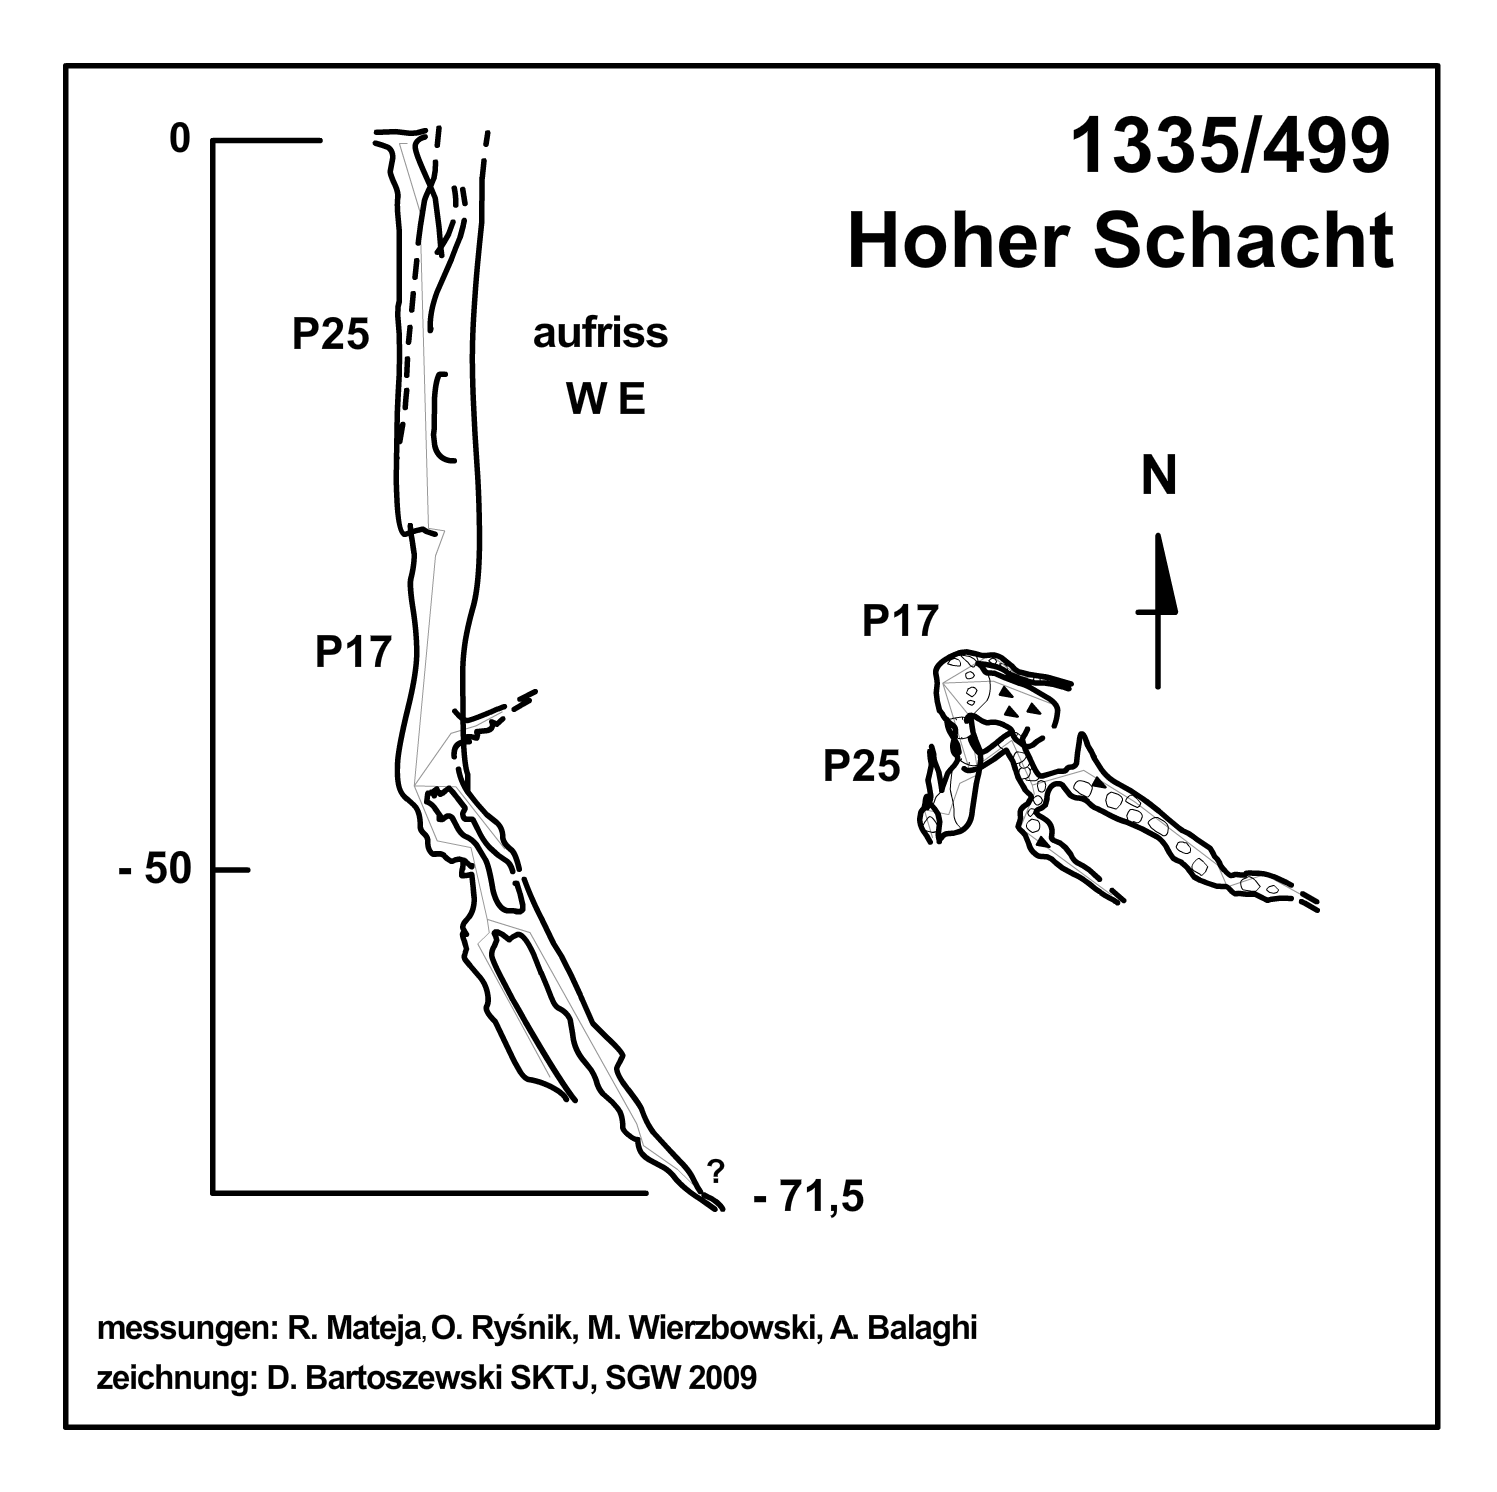 1335/499
Hoher Schacht
0
P25
aufriss
W E
N
P17
P17
P25
- 50
?
- 71,5
messungen: R. Mateja, O. Ryśnik, M. Wierzbowski, A. Balaghi
zeichnung: D. Bartoszewski SKTJ, SGW 2009